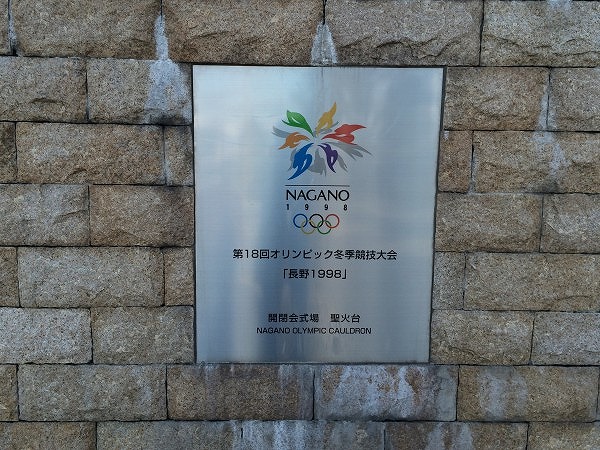 NAGANO
1998
第18回オリンピック冬季競技大会
「長野1998」
開閉会式場 聖火台
NAGANO OLYMPIC CAULDRON